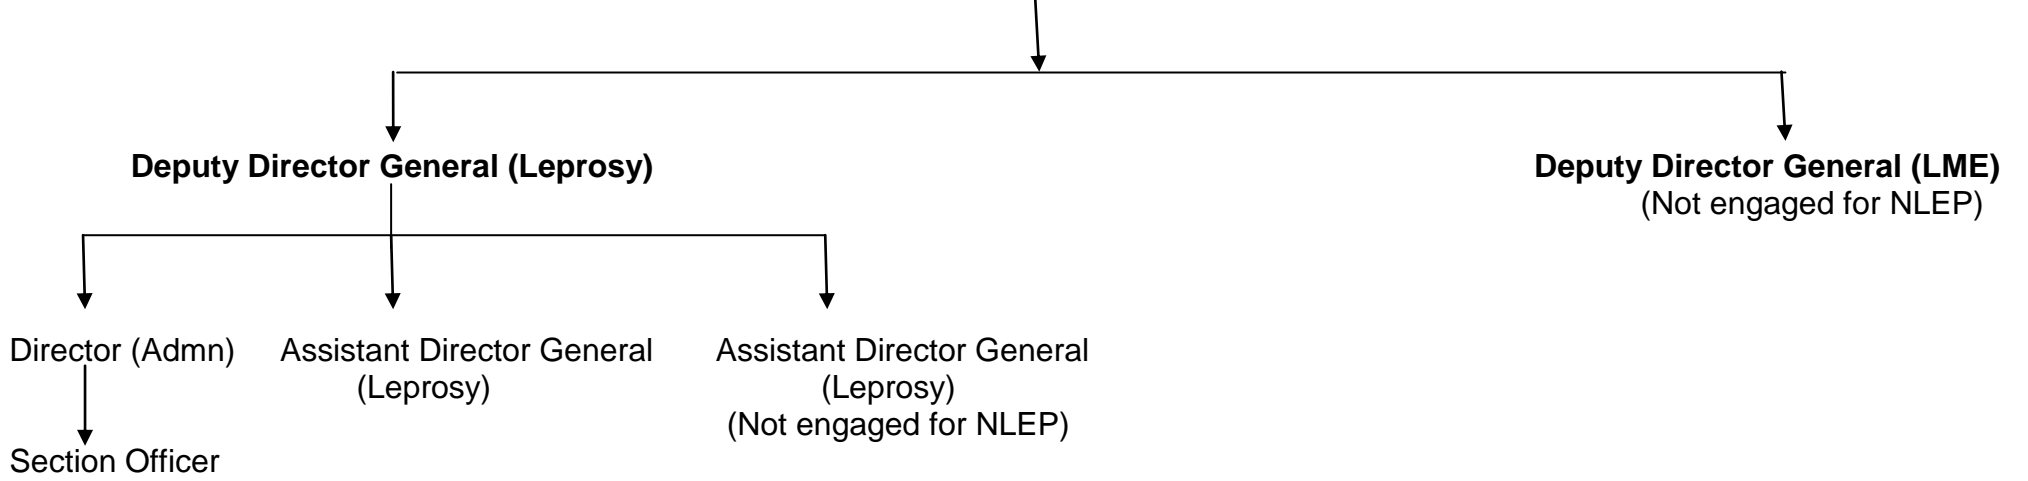 Deputy Director General (Leprosy)
Deputy Director General (LME)
(Not engaged for NLEP)
Director (Admn)
Assistant Director General
(Leprosy)
Assistant Director General
(Leprosy)
(Not engaged for NLEP)
Section Officer